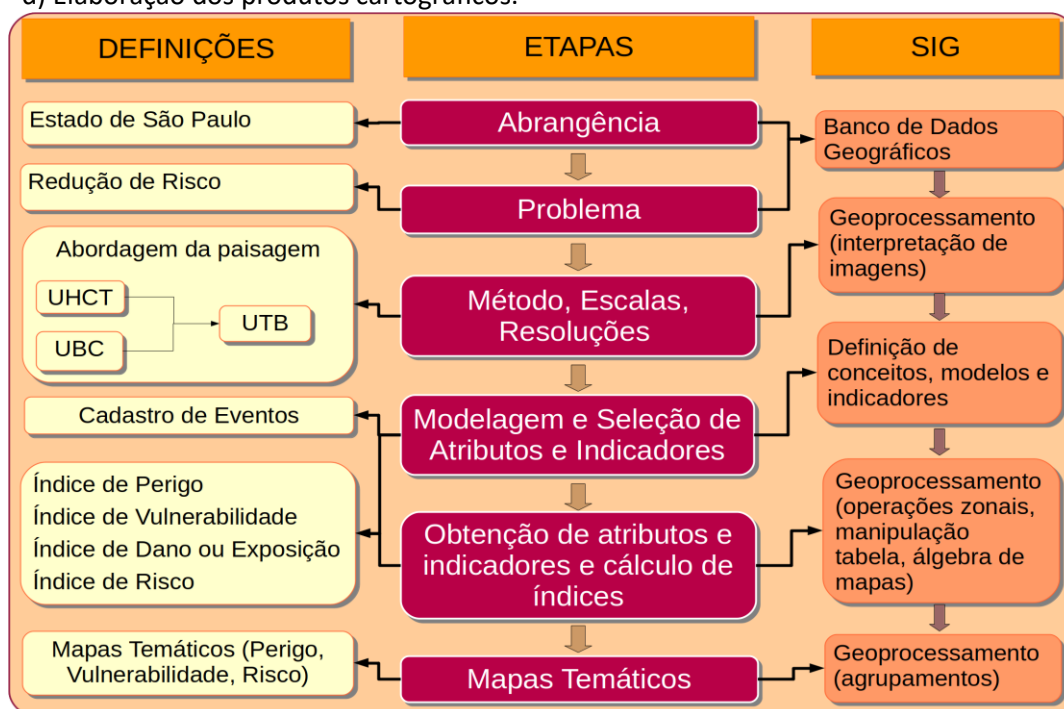 d) Elaboração dos produtos cartográficos.
DEFINIÇÕES
ETAPAS
SIG
Estado de São Paulo
Abrangência
Banco de Dados
Geográficos
Redução de Risco
Problema
Geoprocessamento
(interpretação de
imagens)
Abordagem da paisagem
UHCT
UBC
UTB
Método, Escalas,
Resoluções
Definição de
conceitos, modelos e
indicadores
Cadastro de Eventos
Modelagem e Seleção de
Atributos e Indicadores
Índice de Perigo
Índice de Vulnerabilidade
Índice de Dano ou Exposição
Índice de Risco
Obtenção de atributos e
indicadores e cálculo de
índices
Geoprocessamento
(operações zonais,
manipulação
tabela, álgebra de
mapas)
Mapas Temáticos (Perigo,
Vulnerabilidade, Risco)
Mapas Temáticos
Geoprocessamento
(agrupamentos)